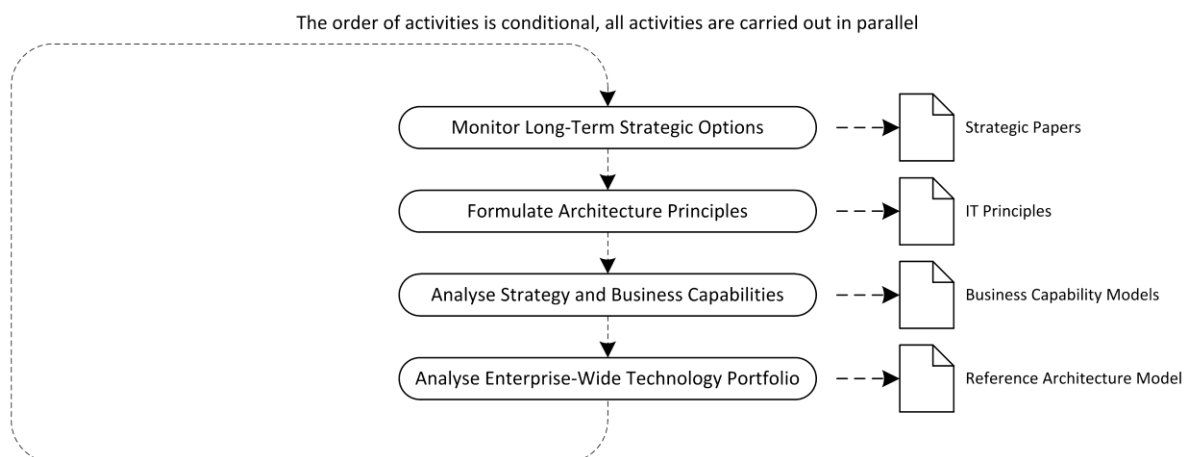 The order of activities is conditional, all activities are carried out in parallel
Monitor Long-Term Strategic Options
Strategic Papers
Formulate Architecture Principles
IT Principles
Analyse Strategy and Business Capabilities
Business Capability Models
Analyse Enterprise-Wide Technology Portfolio
Reference Architecture Model